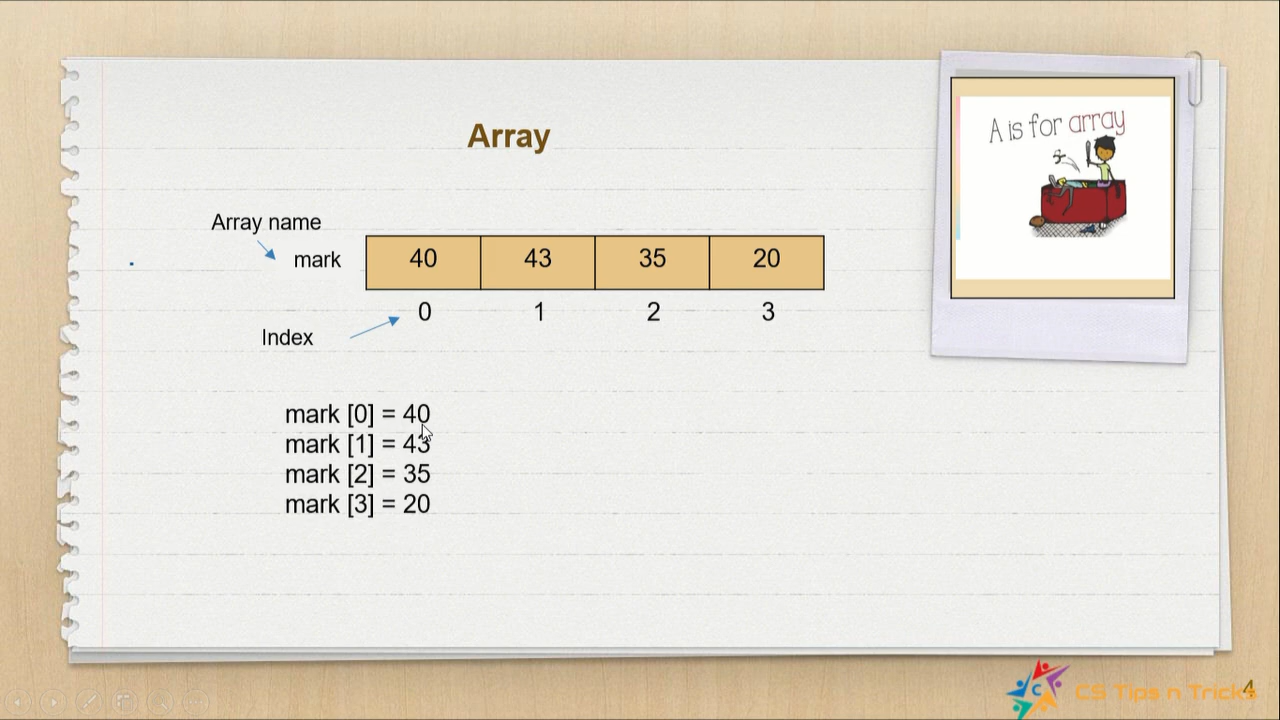 Array
A is for array
Array name
mark 40 43 35 20
0 1 2 3
Index
mark [0] = 40
mark [1] = 43
mark [2] = 35
mark [3] = 20
CS Tips n Tricks
4